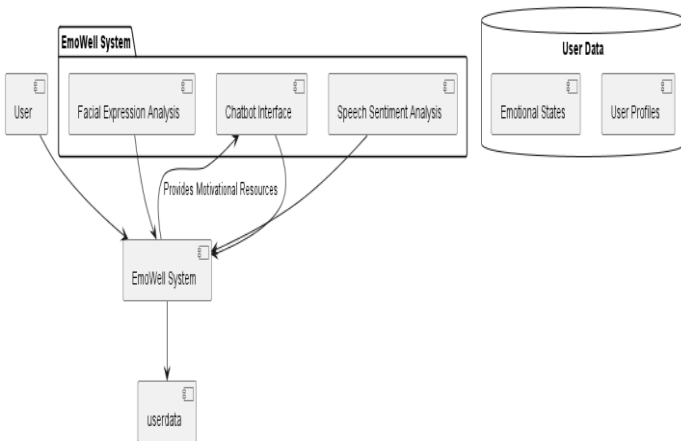 EmoWell System
User Data
User
Facial Expression Analysis
Chatbot Interface
Speech Sentiment Analysis
Emotional States
User Profiles
Provides Motivational Resources
EmoWell System
userdata